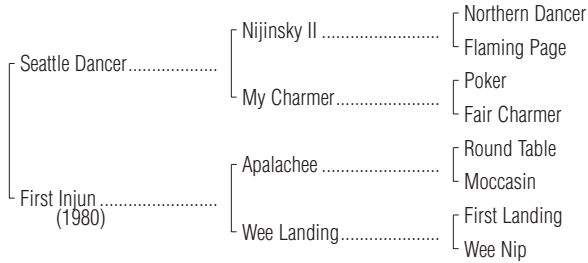 Northern Dancer
Nijinsky II
Flaming Page
Seattle Dancer
Poker
My Charmer
Fair Charmer
Round Table
Apalachee
Moccasin
First Injun
(1980)
First Landing
Wee Landing
Wee Nip